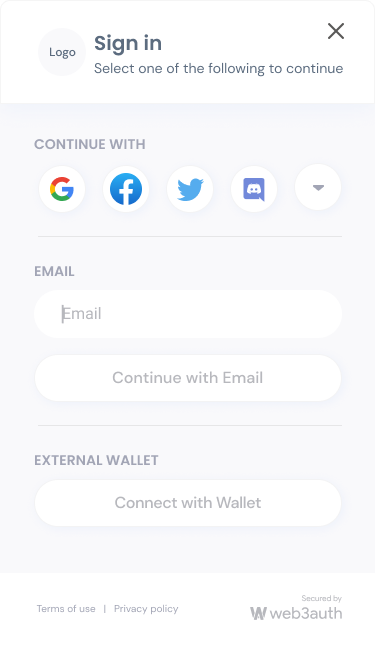 Logo
Sign in
Select one of the following to continue
CONTINUE WITH
EMAIL
Email
Continue with Email
EXTERNAL WALLET
Connect with Wallet
Terms of use | Privacy policy
Secured by
web3auth